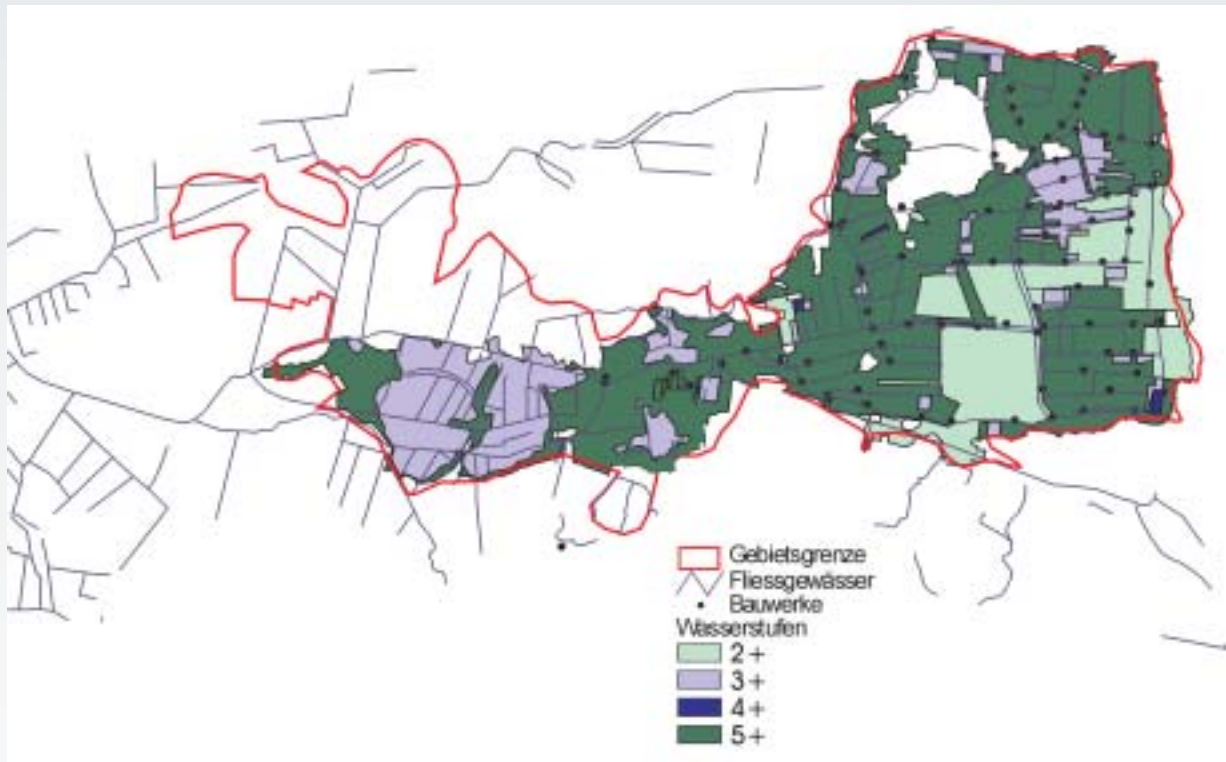 Gebietsgrenze
Fliessgewässer
Bauwerke
Wasserstufen
2+
3+
4+
5+